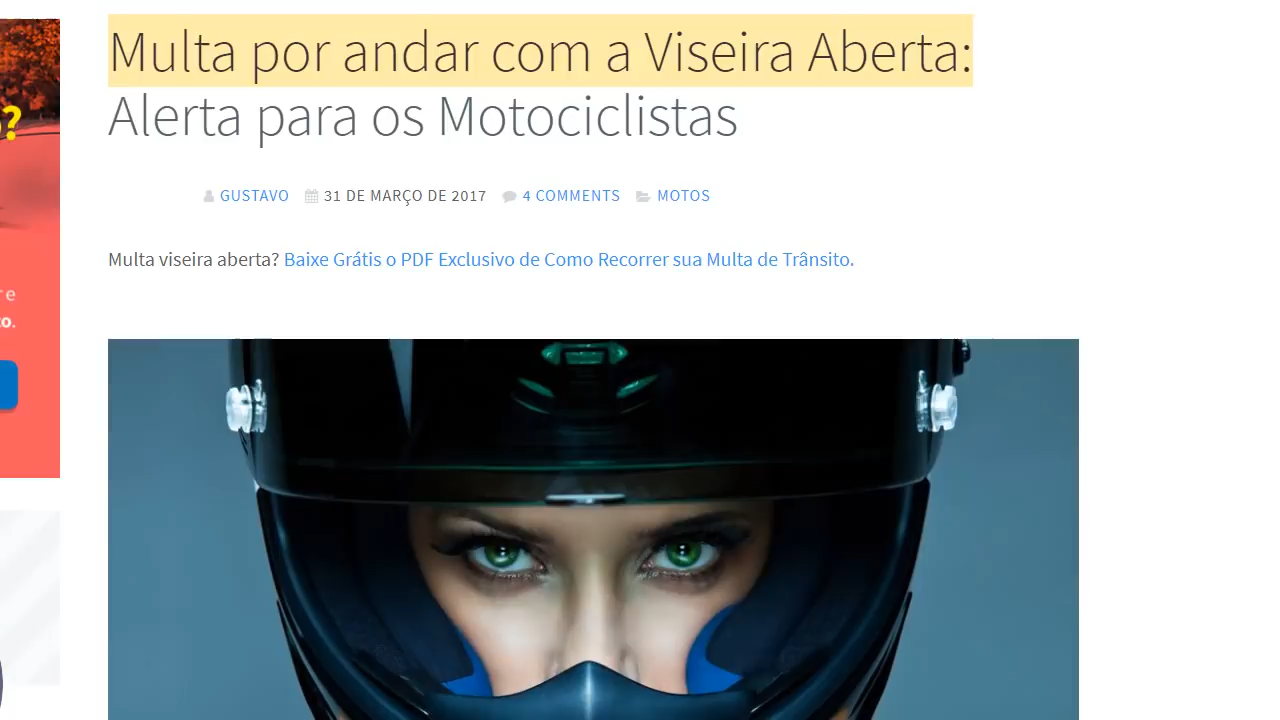 Multa por andar com a Viseira Aberta:
Alerta para os Motociclistas
GUSTAVO 31 DE MARÇO DE 2017 4 COMMENTS MOTOS
Multa viseira aberta? Baixe Grátis o PDF Exclusivo de Como Recorrer sua Multa de Trânsito.